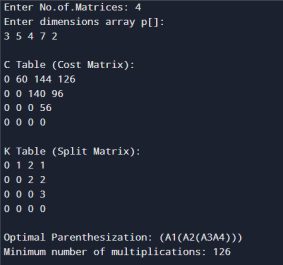 Enter No.of.Matrices: 4
Enter dimensions array p[]:
3 5 4 7 2
C Table (Cost Matrix):
0 60 144 126
0 0 140 96
0 0 0 56
0 0 0 0
K Table (Split Matrix):
0 1 2 1
0 0 2 2
0 0 0 3
0 0 0 0
Optimal Parenthesization: (A1(A2(A3A4)))
Minimum number of multiplications: 126